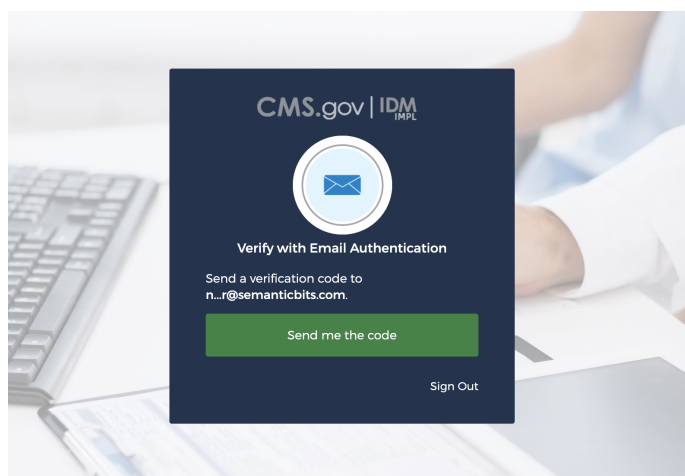 CMS.gov | IDM
IMPL
Verify with Email Authentication
Send a verification code to
n...r@semanticbits.com.
Send me the code
Sign Out